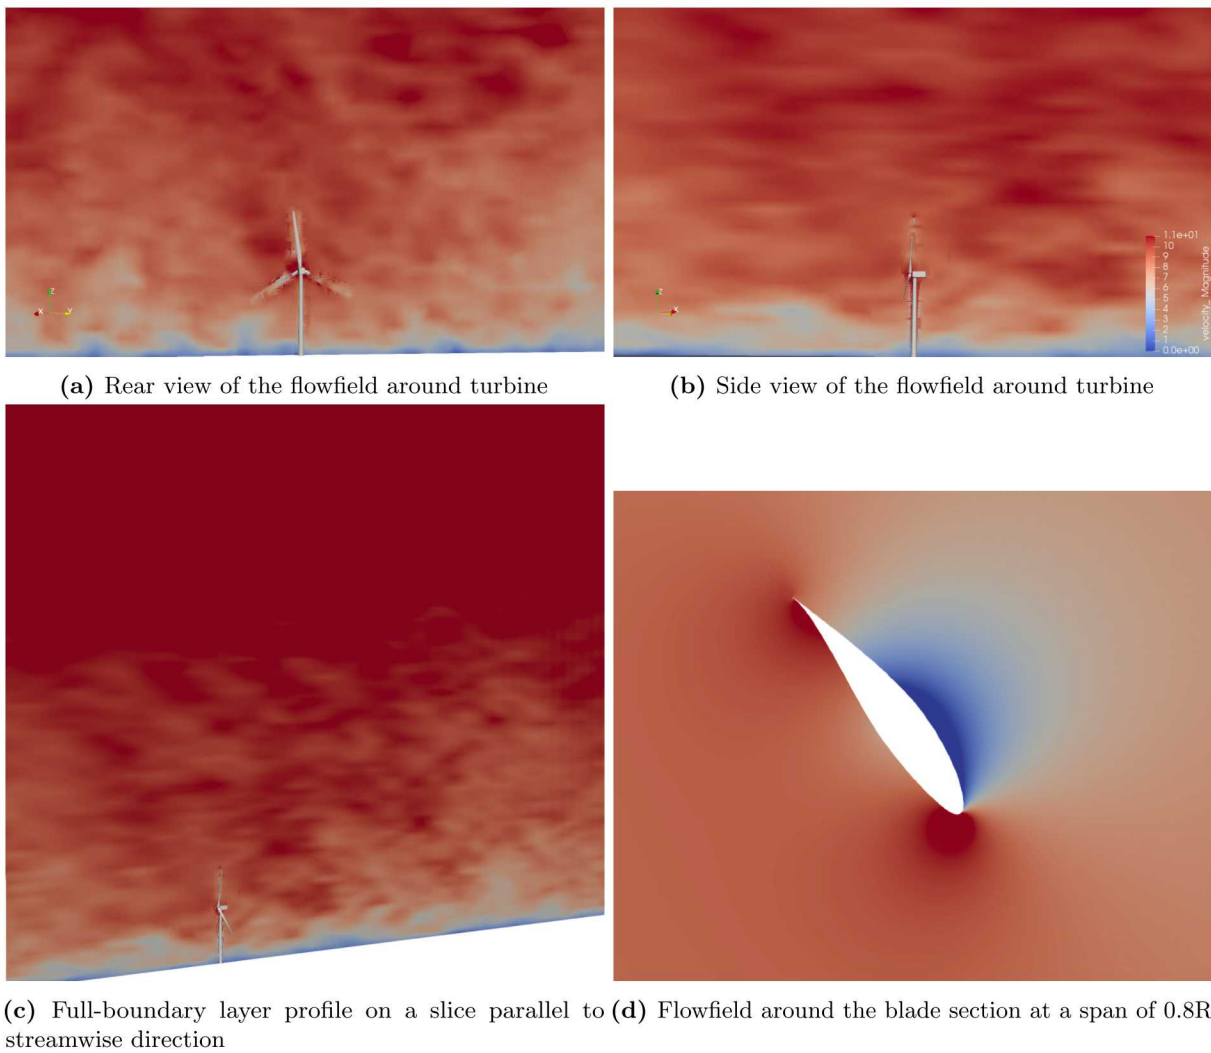 Z
X
Y
Z
X
1.1e+01
10
9
8
7
6
5
4
3
2
1
0.0e+00
velocity_ Magnitude
(a) Rear view of the flowfield around turbine
(b) Side view of the flowfield around turbine
(c) Full-boundary layer profile on a slice parallel to
streamwise direction
(d) Flowfield around the blade section at a span of 0.8R